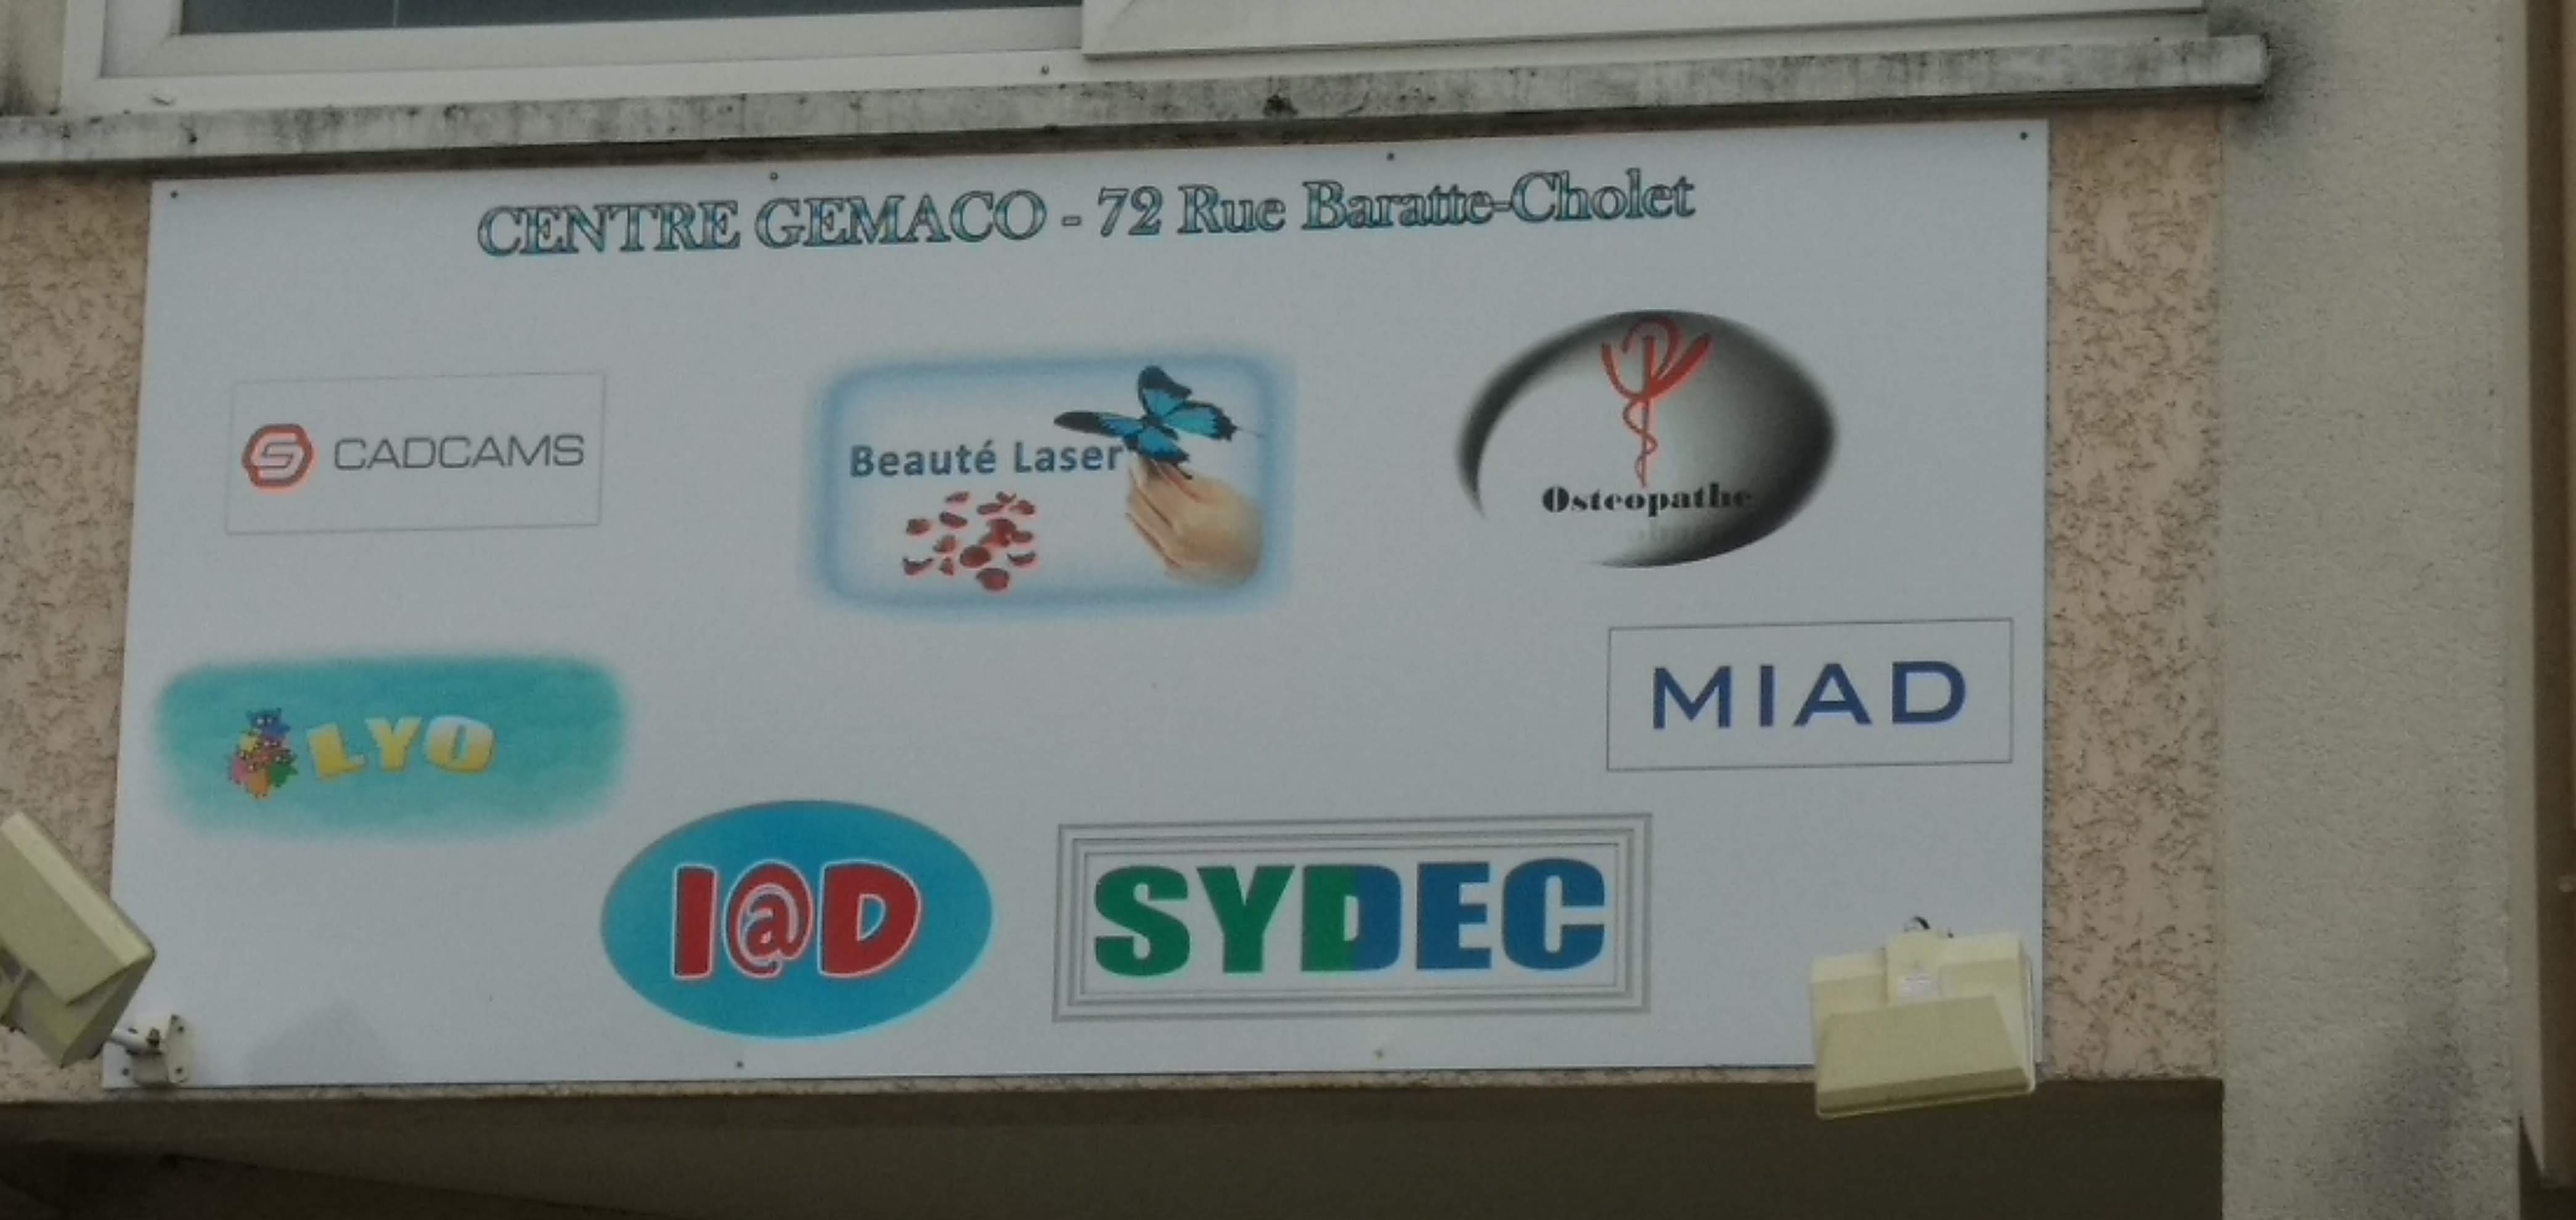 CENTRE GEMACO - 72 Rue Baratte-Cholet
CADCAMS
Beauté Laser
Osteopathe
LYO
MIAD
I@D
SYDEC